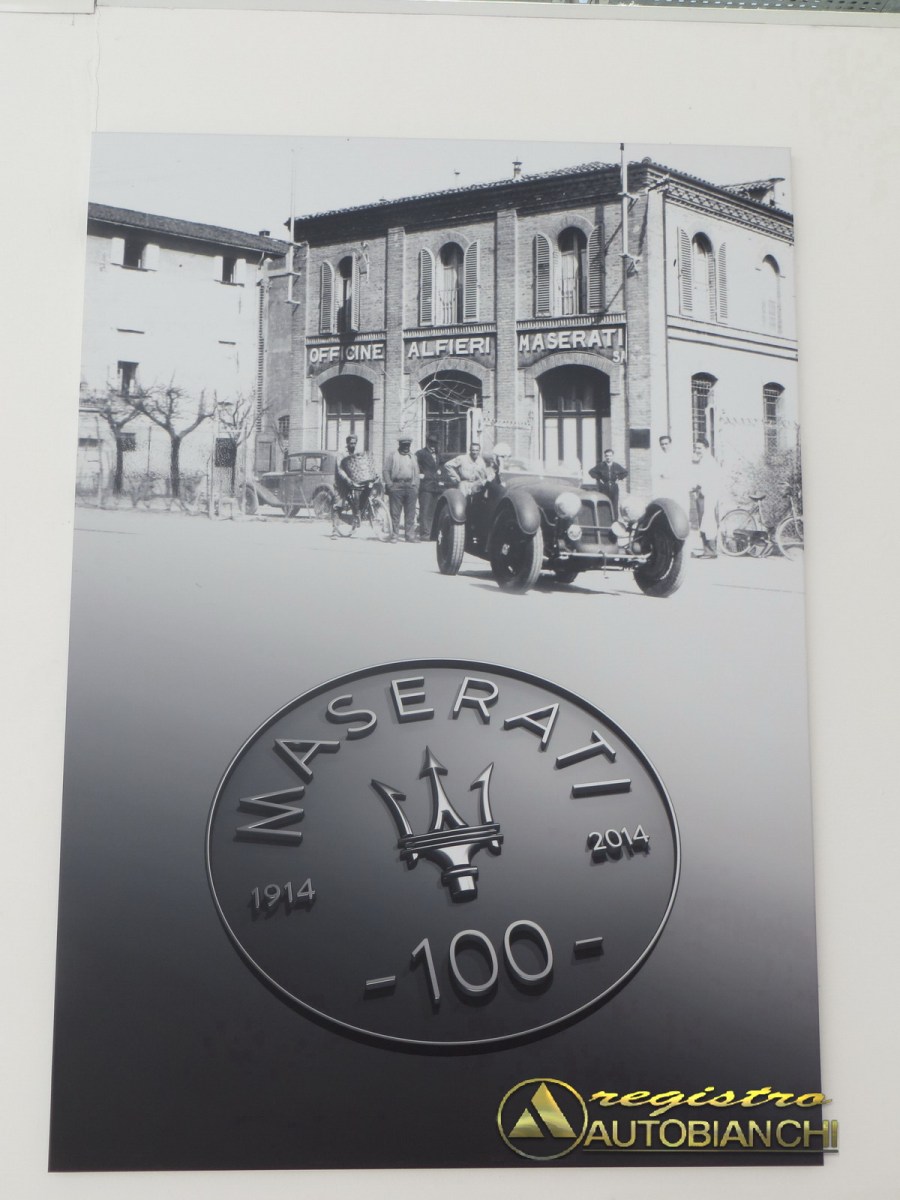 OFFICINE ALFIERI MASERATI
MASERATI
1914 2014
-100-
registro
AUTOBIANCHI